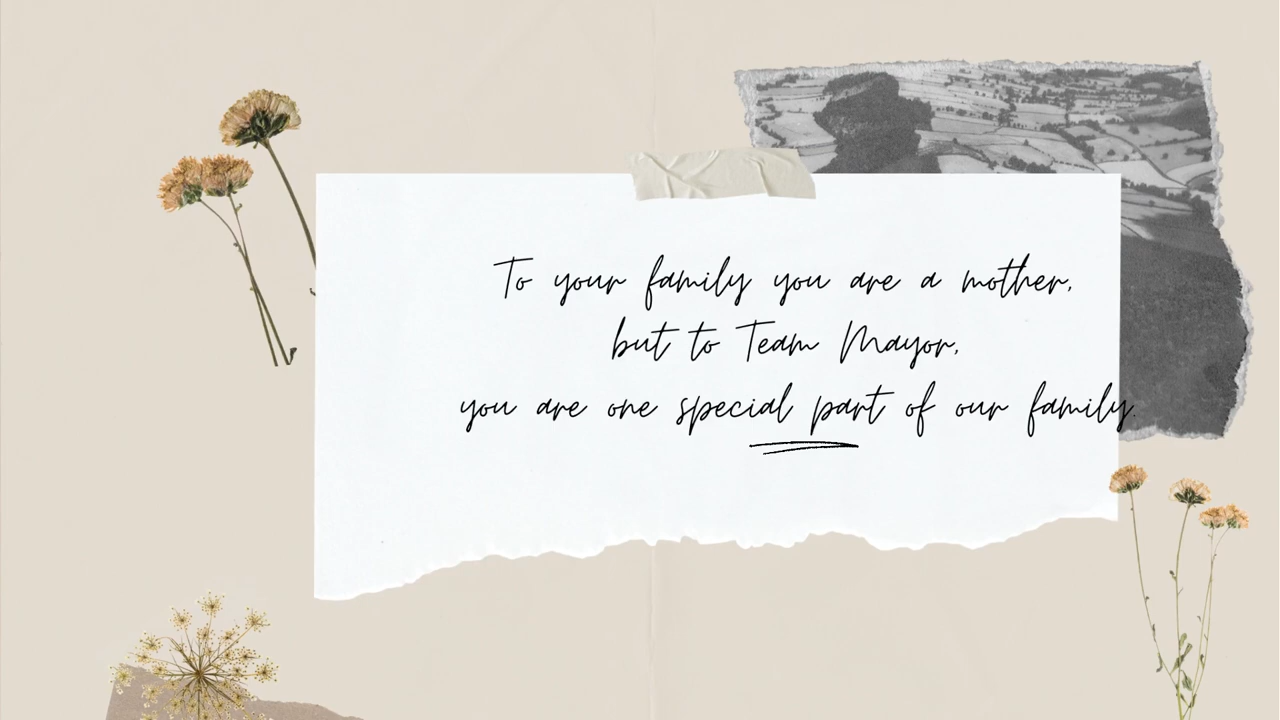 To your family you are a mother,
but to Team Mayor,
you are one special part of our family.